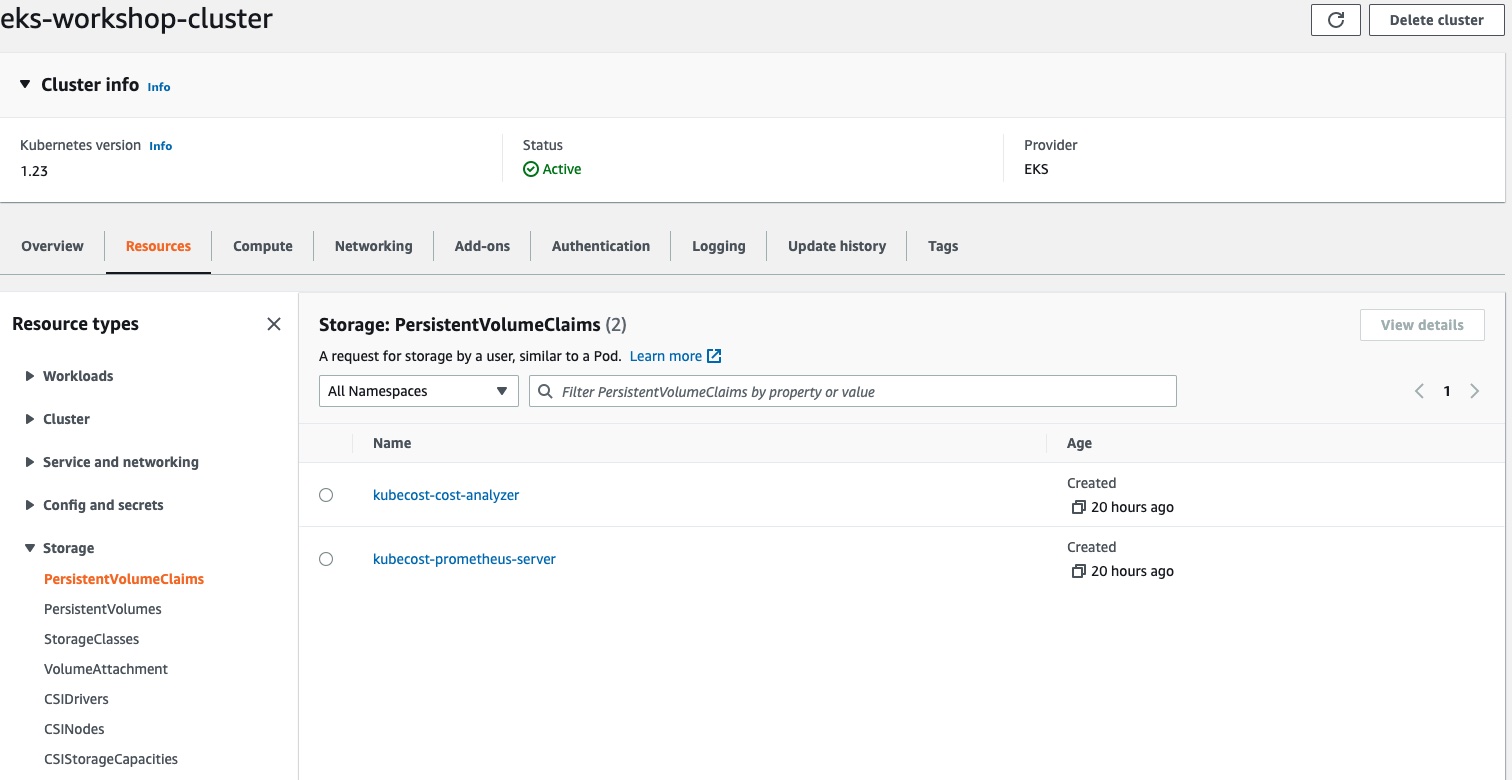 eks-workshop-cluster
Delete cluster
Cluster info Info
Kubernetes version Info
1.23
Status
Active
Provider
EKS
Overview Resources Compute Networking Add-ons Authentication Logging Update history Tags
Resource types
Workloads
Cluster
Service and networking
Config and secrets
Storage
PersistentVolumeClaims
PersistentVolumes
StorageClasses
VolumeAttachment
CSIDrivers
CSINodes
CSIStorageCapacities
Storage: PersistentVolumeClaims (2)
View details
A request for storage by a user, similar to a Pod. Learn more
All Namespaces
Filter PersistentVolumeClaims by property or value
1
Name Age
kubecost-cost-analyzer
Created
20 hours ago
kubecost-prometheus-server
Created
20 hours ago